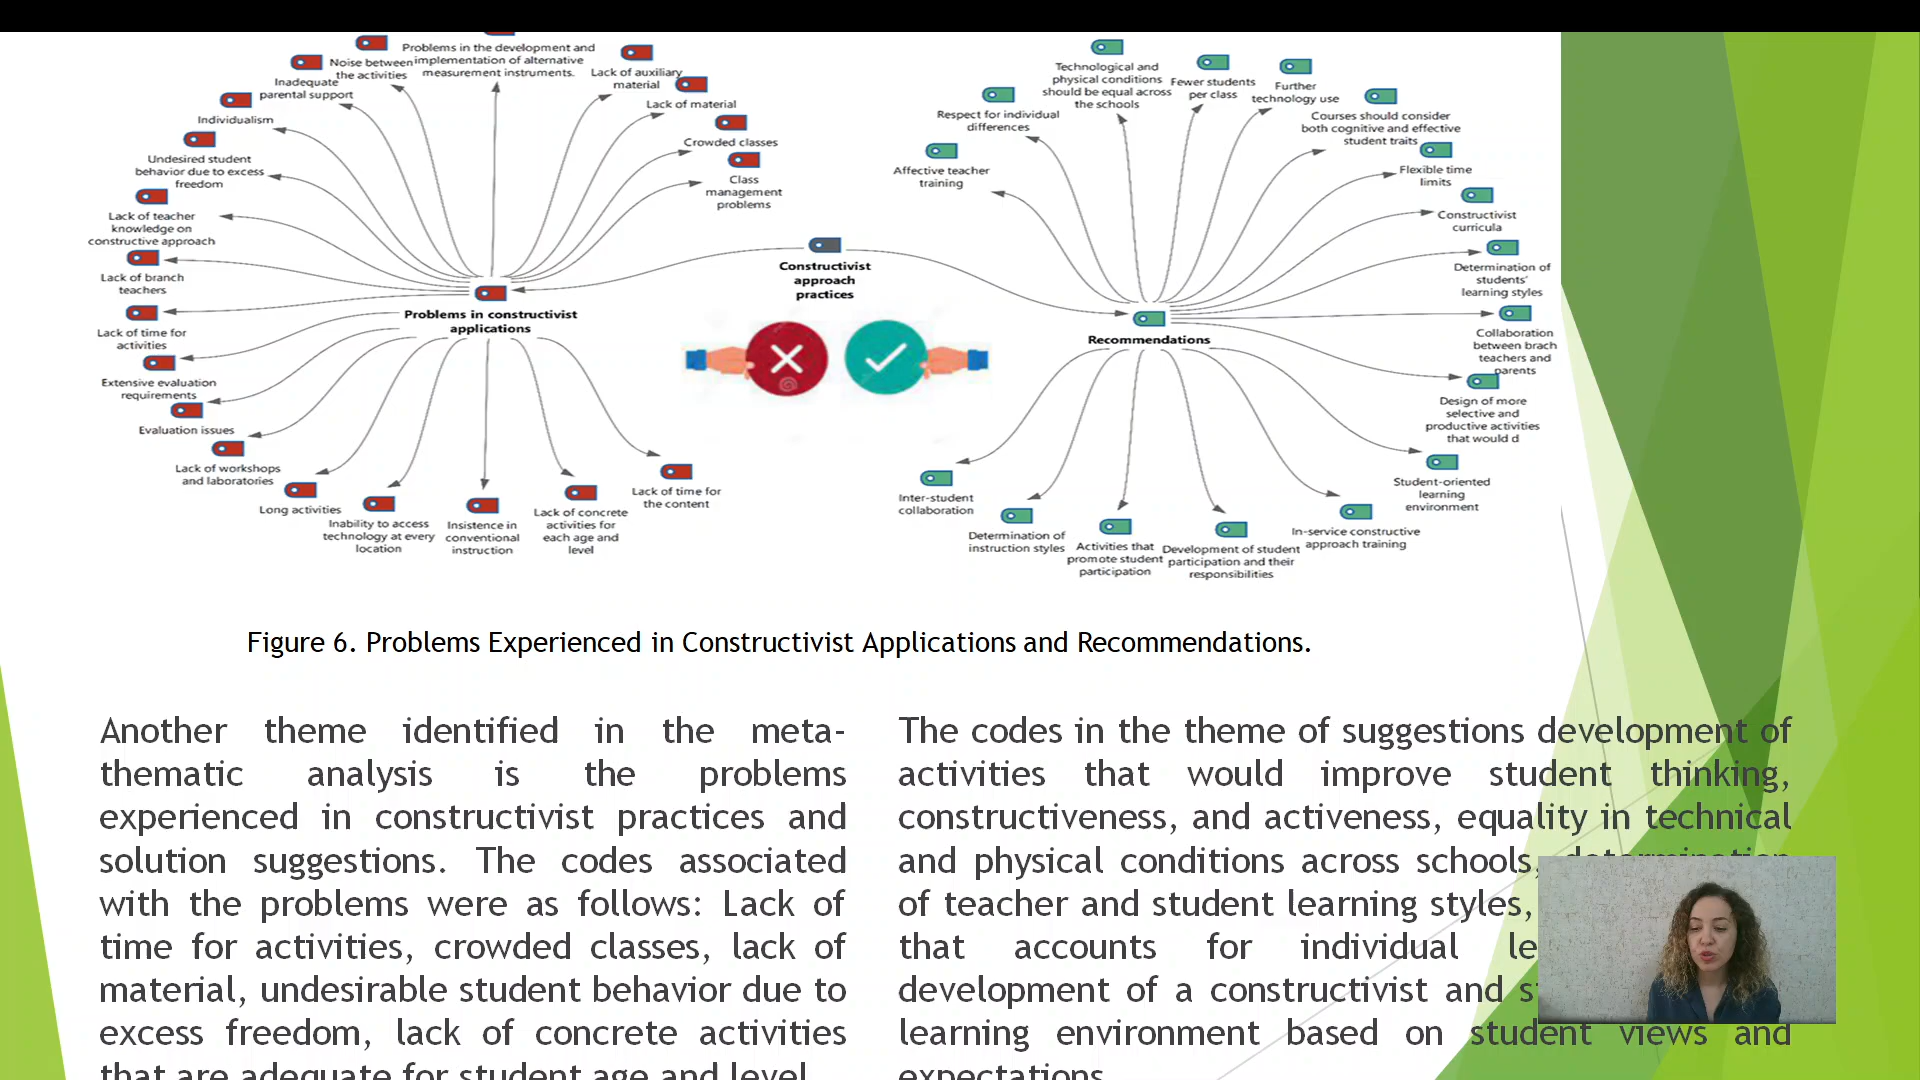 Problems in the development and
implementation of alternative
measurement instruments.
Noise between
the activities
Inadequate
parental support
Individualism
Undesired student
behavior due to excess
freedom
Lack of teacher
knowledge on
constructive approach
Lack of branch
teachers
Lack of time for
activities
Extensive evaluation
requirements
Evaluation issues
Lack of workshops
and laboratories
Long activities
Inability to access
technology at every
location
Insistence in
conventional
instruction
Lack of concrete
activities for
each age and
level
Lack of time for
the content
Lack of auxiliary
material
Lack of material
Crowded classes
Class
management
problems
Problems in constructivist
applications
Constructivist
approach
practices
Recommendations
Affective teacher
training
Respect for individual
differences
Technological and
physical conditions
should be equal across
the schools
Fewer students
per class
Further
technology use
Courses should consider
both cognitive and effective
student traits
Flexible time
limits
Constructivist
curricula
Determination of
students'
learning styles
Collaboration
between brach
teachers and
parents
Design of more
selective and
productive activities
that would d
Student-oriented
learning
environment
In-service constructive
approach training
Development of student
participation and their
responsibilities
Activities that
promote student
participation
Determination of
instruction styles
Inter-student
collaboration
Figure 6. Problems Experienced in Constructivist Applications and Recommendations.
Another theme identified in the meta-
thematic analysis is the problems
experienced in constructivist practices and
solution suggestions. The codes associated
with the problems were as follows: Lack of
time for activities, crowded classes, lack of
material, undesirable student behavior due to
excess freedom, lack of concrete activities
that are adequate for student age and level
The codes in the theme of suggestions development of
activities that would improve student thinking,
constructiveness, and activeness, equality in technical
and physical conditions across schools, determination
of teacher and student learning styles,
that accounts for individual
development of a constructivist and
learning environment based on student views and
expectations